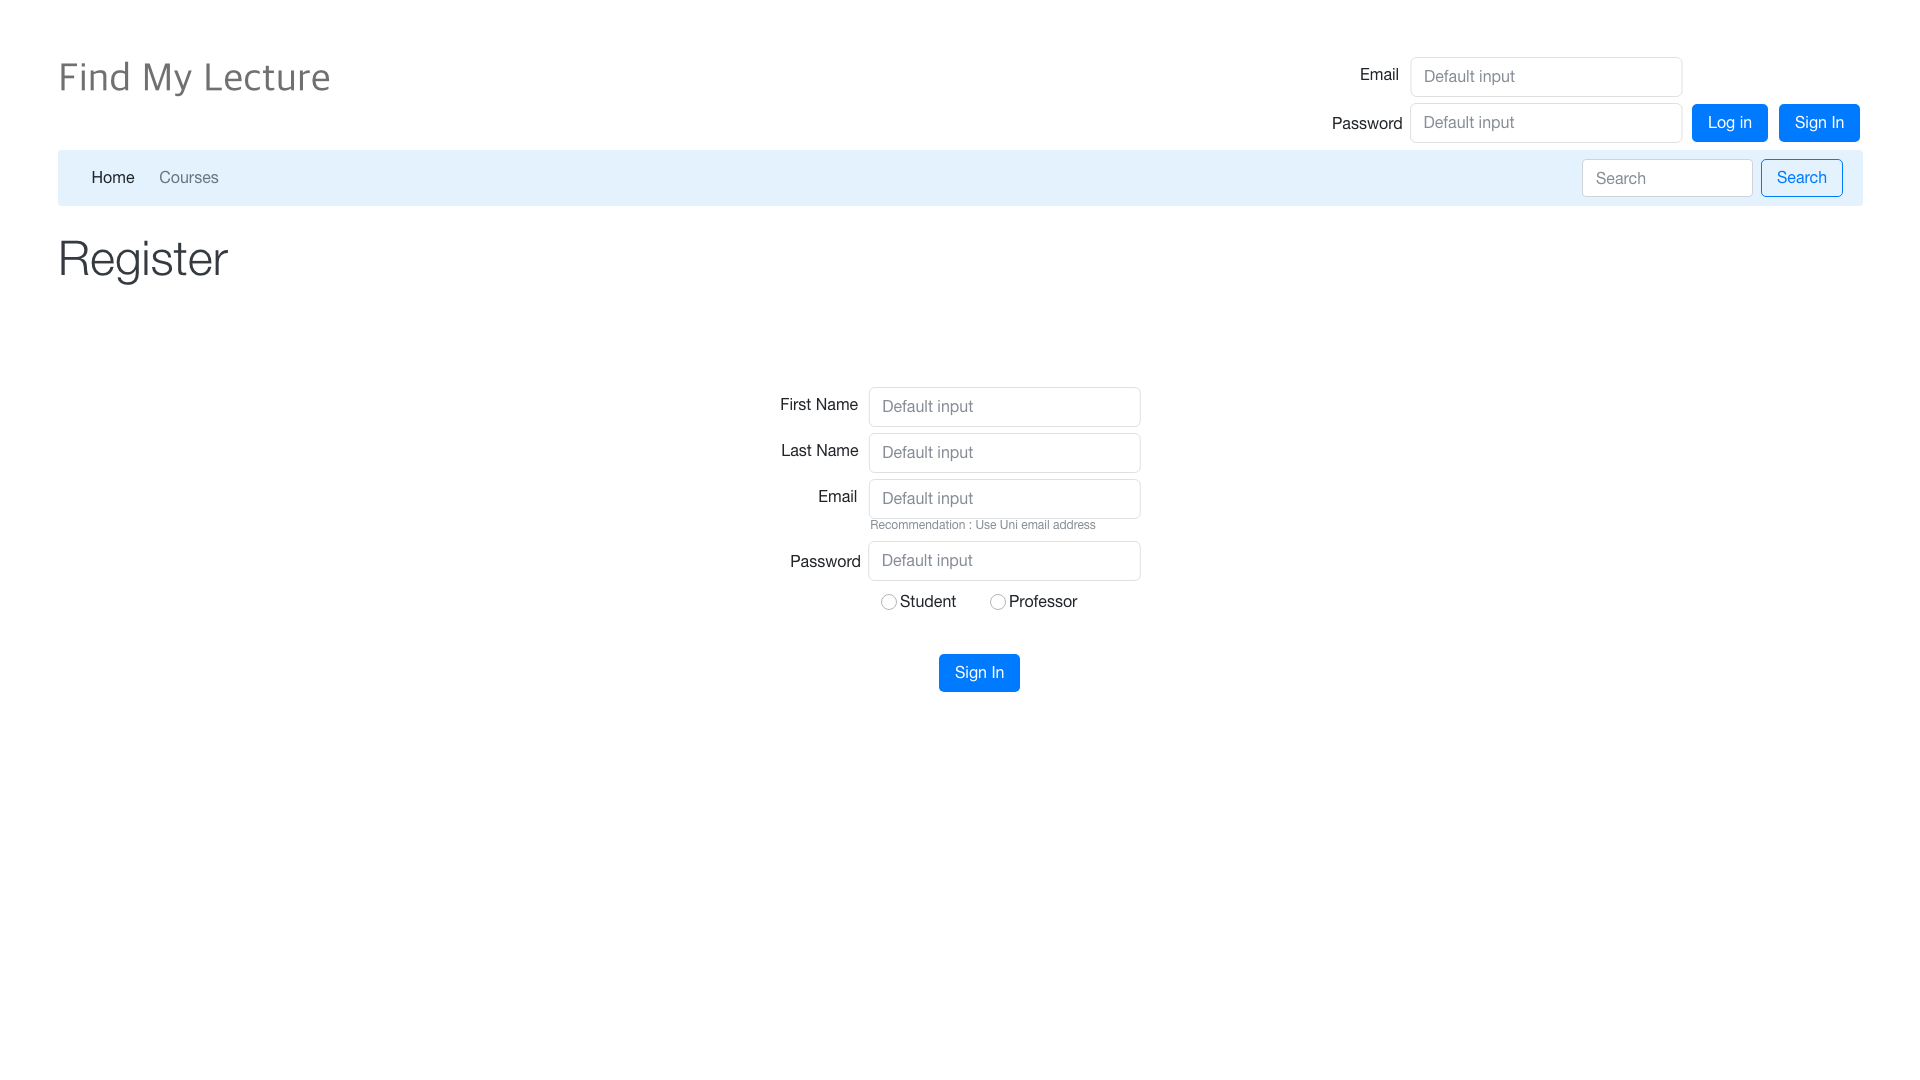 Find My Lecture
Email Default input
Password Default input Log in Sign In
Home Courses Search Search
Register
First Name Default input
Last Name Default input
Email Default input
Recommendation : Use Uni email address
Password Default input
Student Professor
Sign In